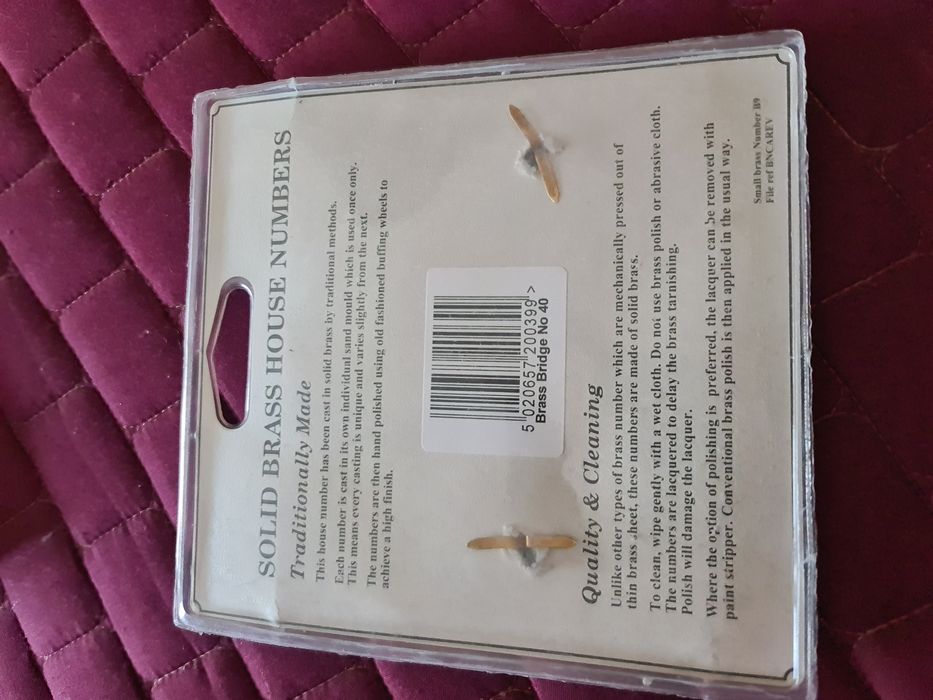 SOLID BRASS HOUSE NUMBERS
Traditionally Made
This house number has been cast in solid brass by traditional methods.
Each number is cast in its own individual sand mould which is used once only.
This means every casting is unique and varies slightly from the next.
The numbers are then hand polished using old fashioned buffing wheels to
achieve a high finish.
5 020657 200399 >
Brass Bridge No 40
Quality & Cleaning
Unlike other types of brass number which are mechanically pressed out of
thin brass sheet, these numbers are made of solid brass.
To clean, wipe gently with a wet cloth. Do not use brass polish or abrasive cloth.
The numbers are lacquered to delay the brass tarnishing.
Polish will damage the lacquer.
Where the option of polishing is preferred, the lacquer can be removed with
paint stripper. Conventional brass polish is then applied in the usual way.
Small brass Number B9
File ref BNCAREV